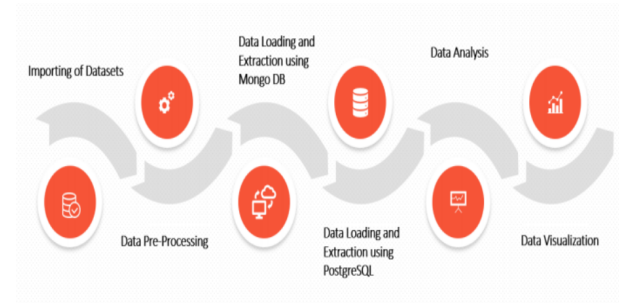 Importing of Datasets
Data Pre-Processing
Data Loading and
Extraction using
Mongo DB
Data Loading and
Extraction using
PostgreSQL
Data Analysis
Data Visualization